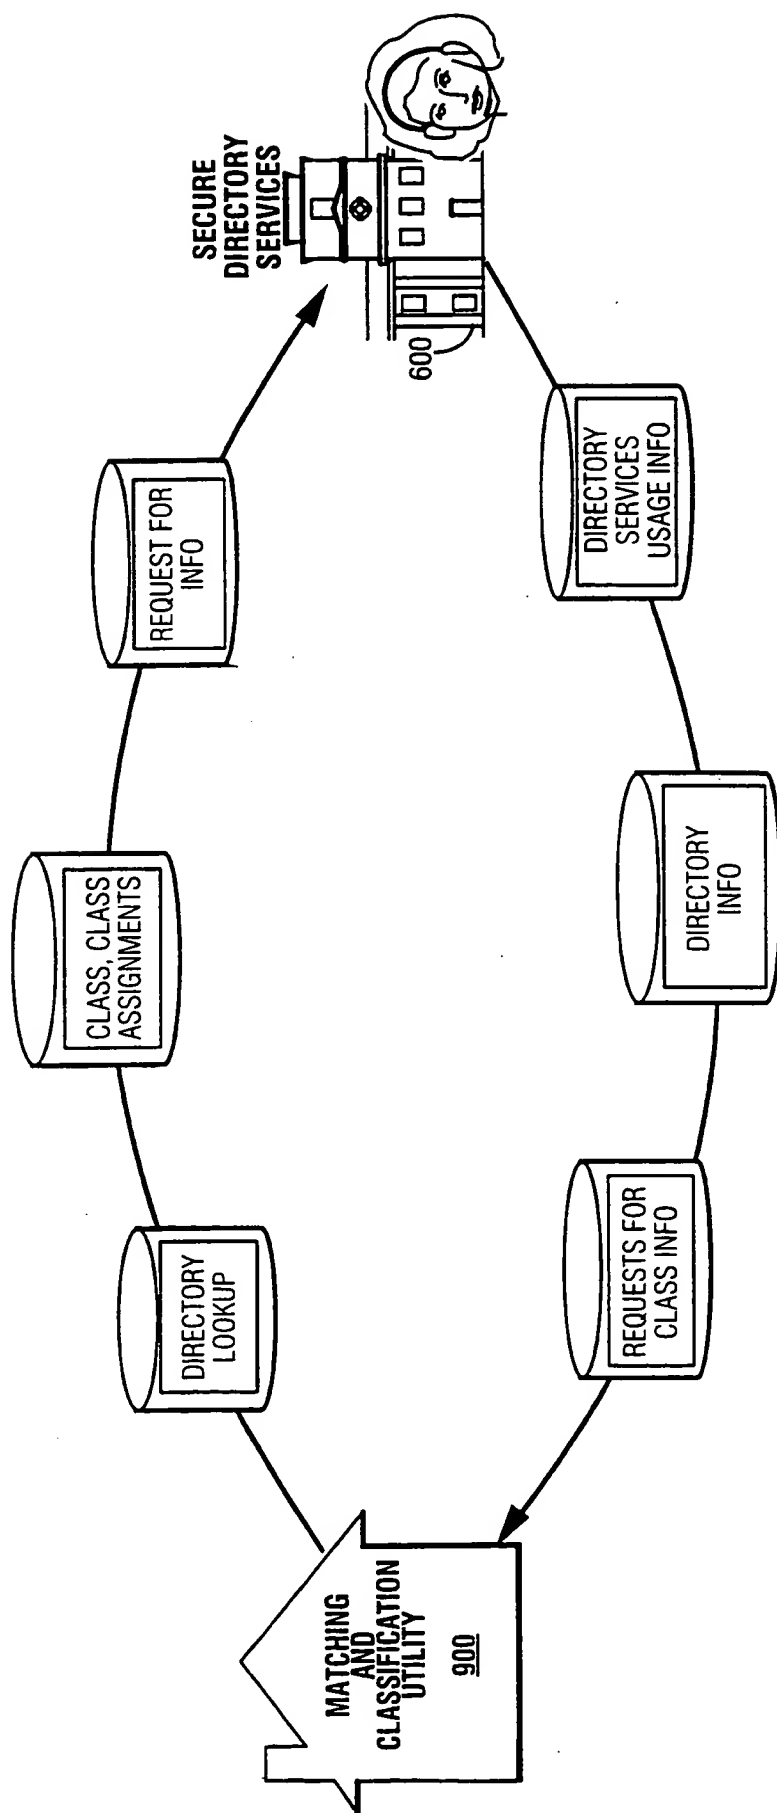 SECURE
DIRECTORY
SERVICES
600
REQUEST FOR
INFO
CLASS, CLASS
ASSIGNMENTS
DIRECTORY
LOOKUP
MATCHING
AND
CLASSIFICATION
UTILITY
900
REQUESTS FOR
CLASS INFO
DIRECTORY
INFO
DIRECTORY
SERVICES
USAGE INFO